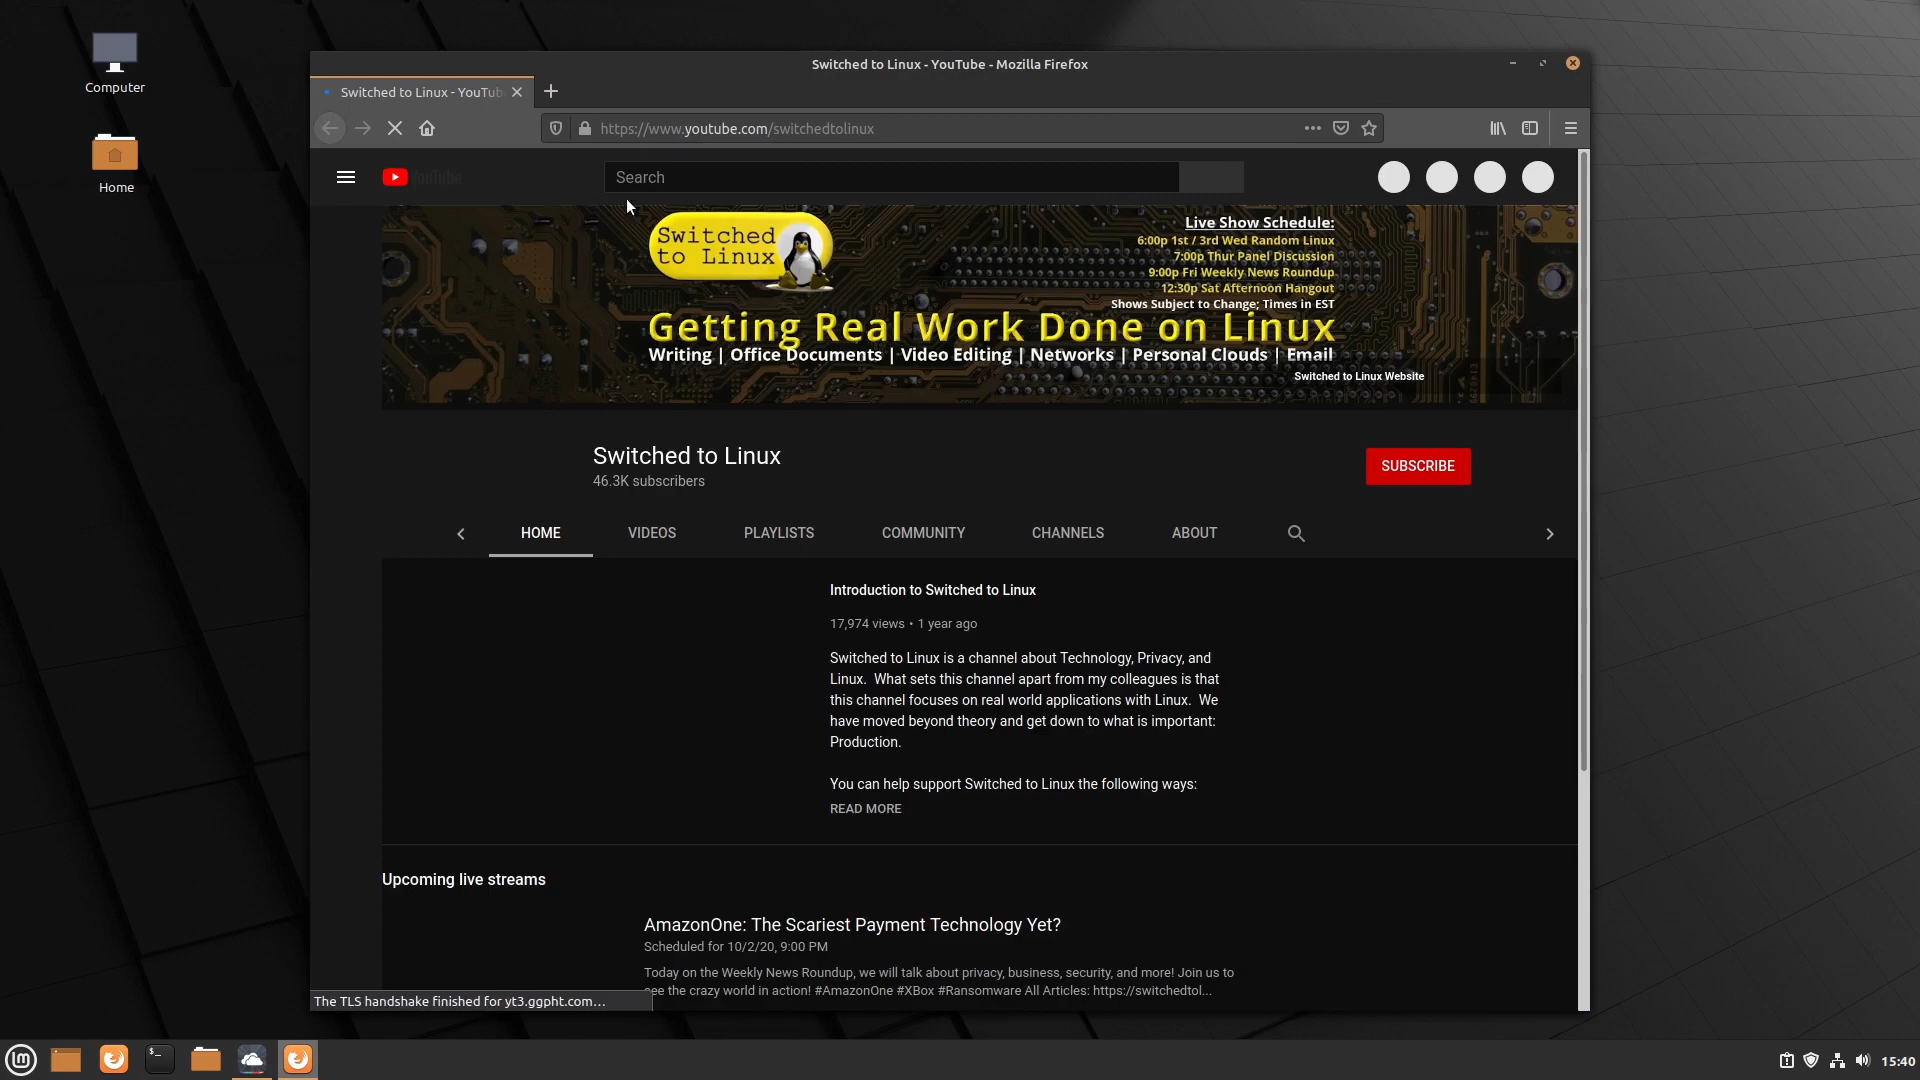 Computer
Home
Switched to Linux - YouTube - Mozilla Firefox
Switched to Linux - YouTub
https://www.youtube.com/switchedtolinux
YouTube
Search
Switched
to Linux
Live Show Schedule:
6:00p 1st / 3rd Wed Random Linux
7:00p Thur Panel Discussion
9:00p Fri Weekly News Roundup
12:30p Sat Afternoon Hangout
Shows Subject to Change; Times in EST
Getting Real Work Done on Linux
Writing | Office Documents | Video Editing | Networks | Personal Clouds | Email
Switched to Linux Website
Switched to Linux
46.3K subscribers
SUBSCRIBE
HOME VIDEOS PLAYLISTS COMMUNITY CHANNELS ABOUT
Introduction to Switched to Linux
17,974 views • 1 year ago
Switched to Linux is a channel about Technology, Privacy, and
Linux. What sets this channel apart from my colleagues is that
this channel focuses on real world applications with Linux. We
have moved beyond theory and get down to what is important:
Production.
You can help support Switched to Linux the following ways:
READ MORE
Upcoming live streams
AmazonOne: The Scariest Payment Technology Yet?
Scheduled for 10/2/20, 9:00 PM
Today on the Weekly News Roundup, we will talk about privacy, business, security, and more! Join us to
see the crazy world in action! #AmazonOne #XBox #Ransomware All Articles: https://switchedtol...
The TLS handshake finished for yt3.ggpht.com…
lm
$_
15:40